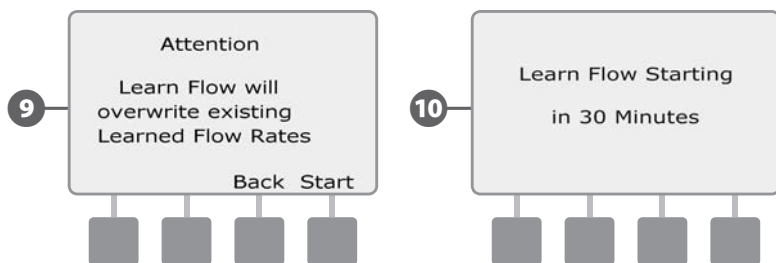 9
Attention
Learn Flow will
overwrite existing
Learned Flow Rates
Back Start
10
Learn Flow Starting
in 30 Minutes